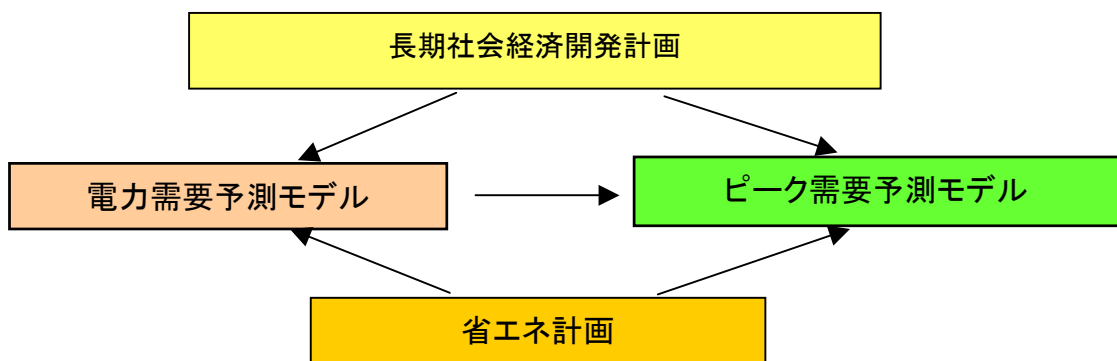 長期社会経済開発計画
電力需要予測モデル
ピーク需要予測モデル
省エネ計画